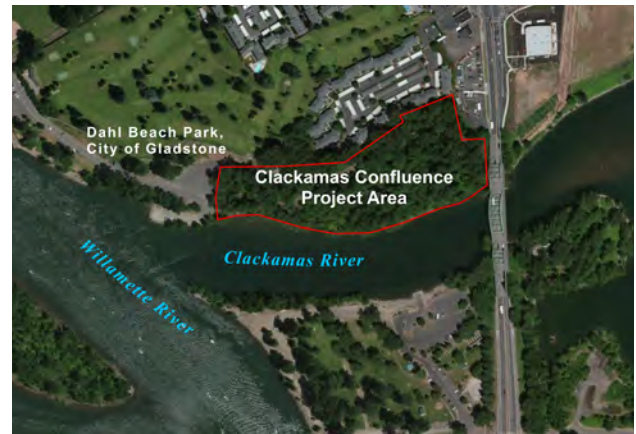 Dahl Beach Park,
City of Gladstone
Clackamas Confluence
Project Area
Clackamas River
Willamette River